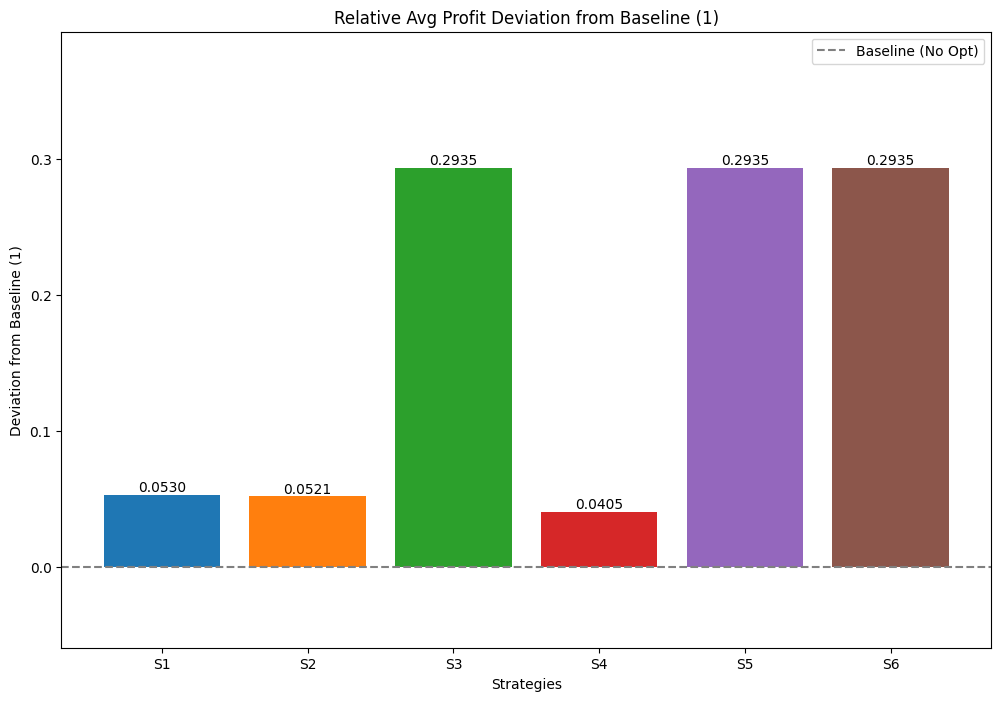 Relative Avg Profit Deviation from Baseline (1)
Baseline (No Opt)
Deviation from Baseline (1)
0.3
0.2
0.1
0.0
0.0530
0.0521
0.2935
0.0405
0.2935
0.2935
S1
S2
S3
S4
S5
S6
Strategies